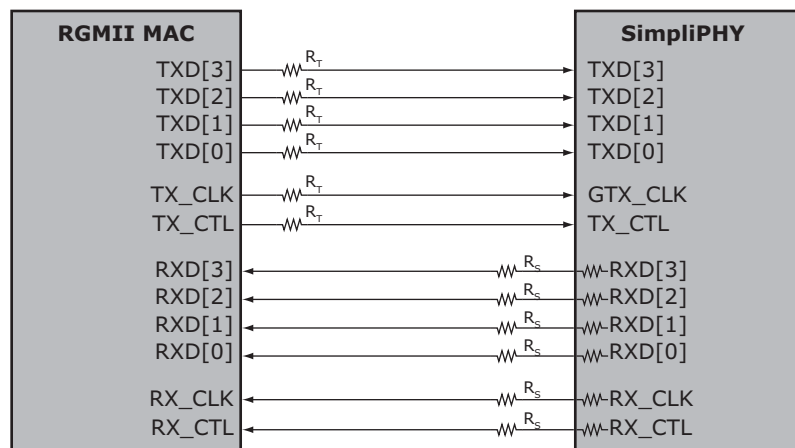 RGMII MAC SimpliPHY
TXD[3] R_T TXD[3]
TXD[2] R_T TXD[2]
TXD[1] R_T TXD[1]
TXD[0] R_T TXD[0]
TX_CLK R_T GTX_CLK
TX_CTL R_T TX_CTL
RXD[3] R_S RXD[3]
RXD[2] R_S RXD[2]
RXD[1] R_S RXD[1]
RXD[0] R_S RXD[0]
RX_CLK R_S RX_CLK
RX_CTL R_S RX_CTL